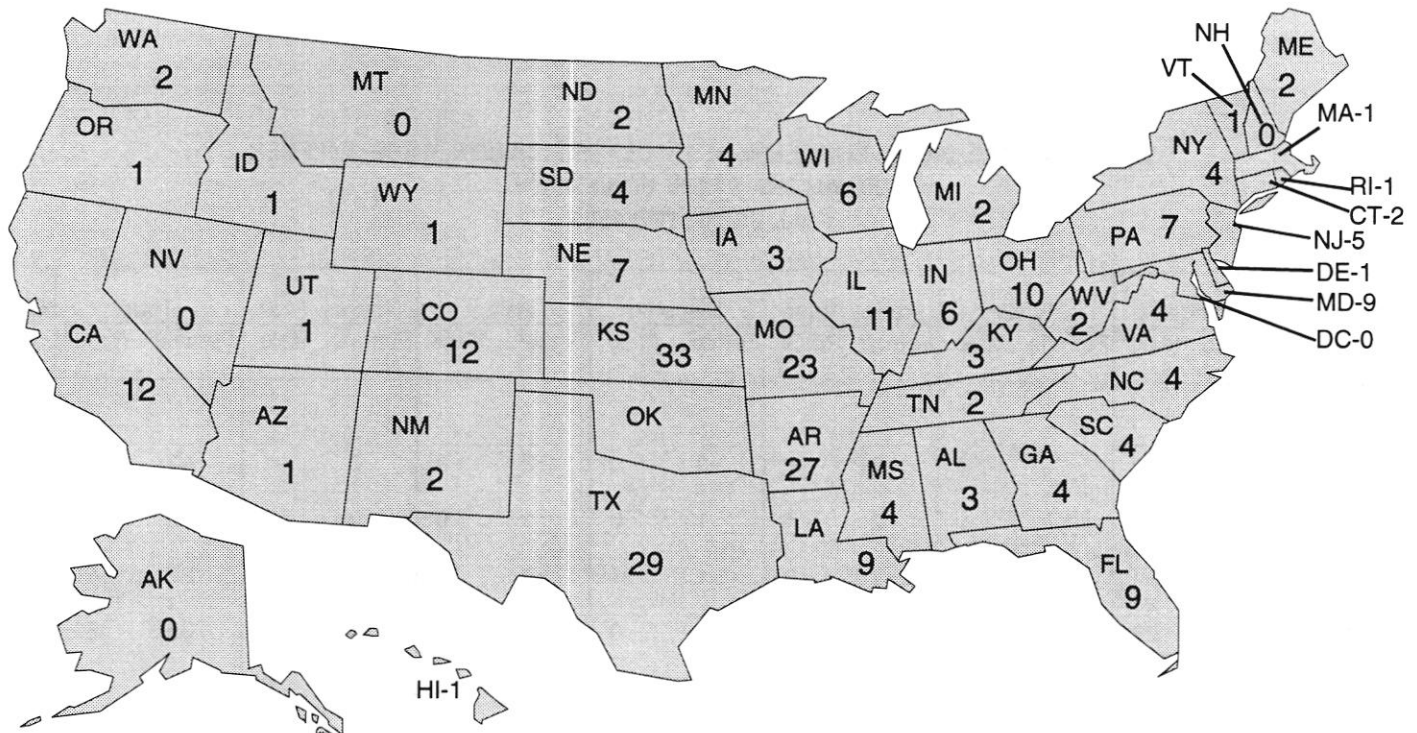 WA
2
OR
1
CA
12
NV
0
ID
1
MT
0
WY
1
UT
1
CO
12
AZ
1
NM
2
ND
2
SD
4
NE
7
KS
33
OK
TX
29
MN
4
IA
3
MO
23
AR
27
LA
9
WI
6
IL
11
MI
2
IN
6
OH
10
KY
3
TN
2
MS
4
AL
3
GA
4
FL
9
SC
4
NC
4
VA
4
WV
2
PA
7
NY
4
VT
1
NH
0
ME
2
MA-1
RI-1
CT-2
NJ-5
DE-1
MD-9
DC-0
AK
0
HI-1